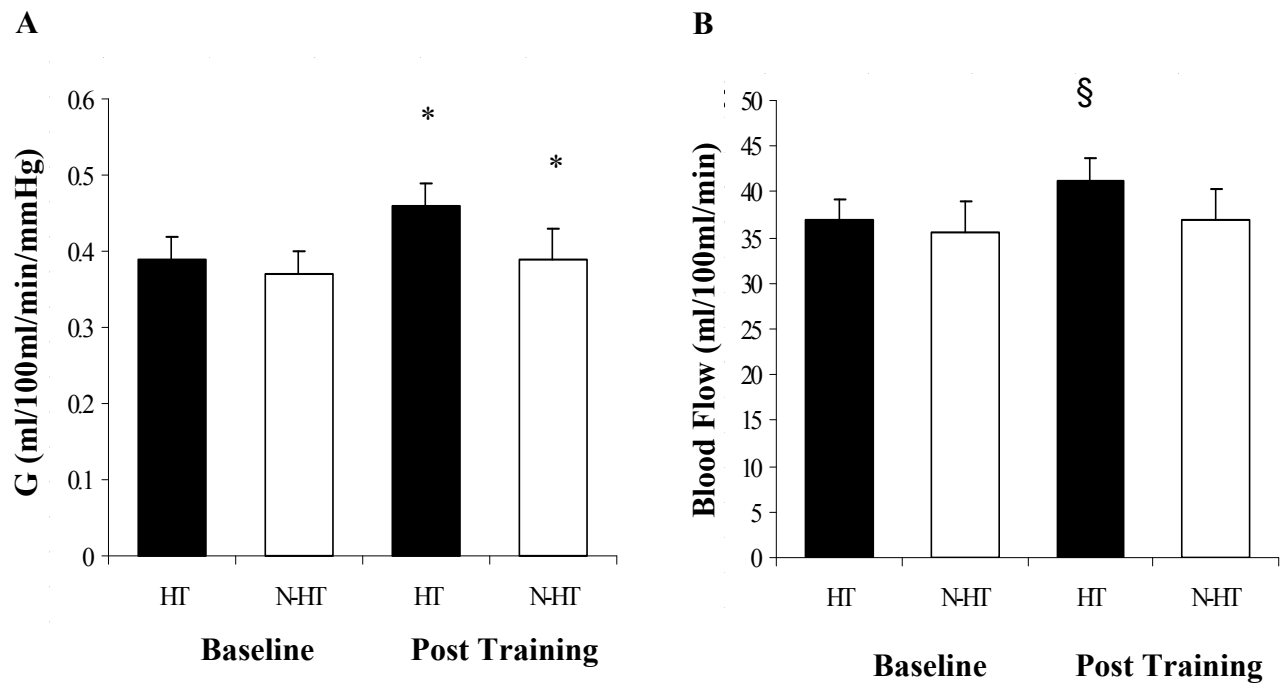 A
G (ml/100ml/min/mmHg)
0.6
0.5
0.4
0.3
0.2
0.1
0
*
*
HT
N-HT
HT
N-HT
Baseline
Post Training
B
Blood Flow (ml/100ml/min)
50
45
40
35
30
25
20
15
10
5
0
§
HT
N-HT
HT
N-HT
Baseline
Post Training